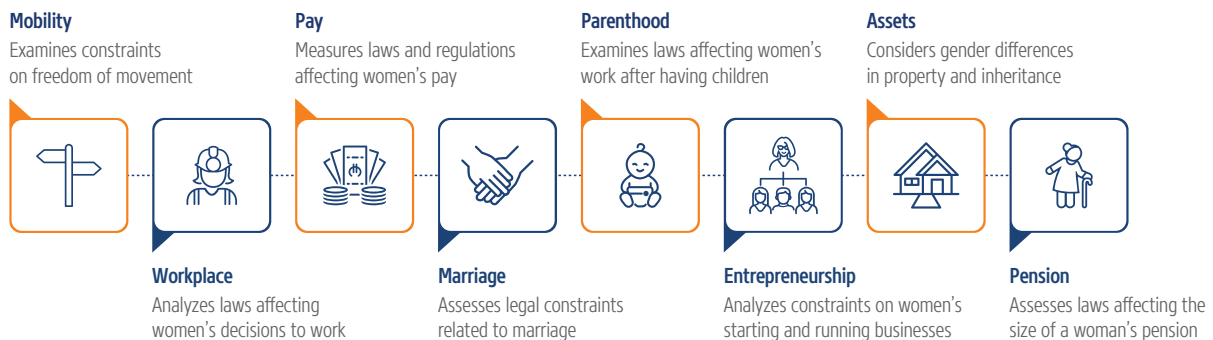 Mobility
Examines constraints
on freedom of movement
Pay
Measures laws and regulations
affecting women's pay
Parenthood
Examines laws affecting women's
work after having children
Assets
Considers gender differences
in property and inheritance
Workplace
Analyzes laws affecting
women's decisions to work
Marriage
Assesses legal constraints
related to marriage
Entrepreneurship
Analyzes constraints on women's
starting and running businesses
Pension
Assesses laws affecting the
size of a woman's pension